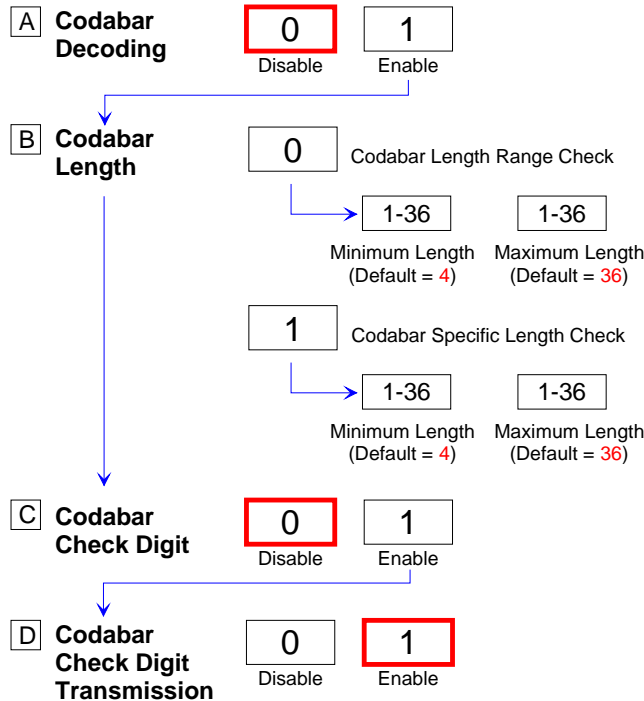 A Codabar Decoding
0 1
Disable Enable
B Codabar Length
0 Codabar Length Range Check
1-36 1-36
Minimum Length Maximum Length
(Default = 4) (Default = 36)
1 Codabar Specific Length Check
1-36 1-36
Minimum Length Maximum Length
(Default = 4) (Default = 36)
C Codabar
Check Digit
0 1
Disable Enable
D Codabar
Check Digit
Transmission
0 1
Disable Enable